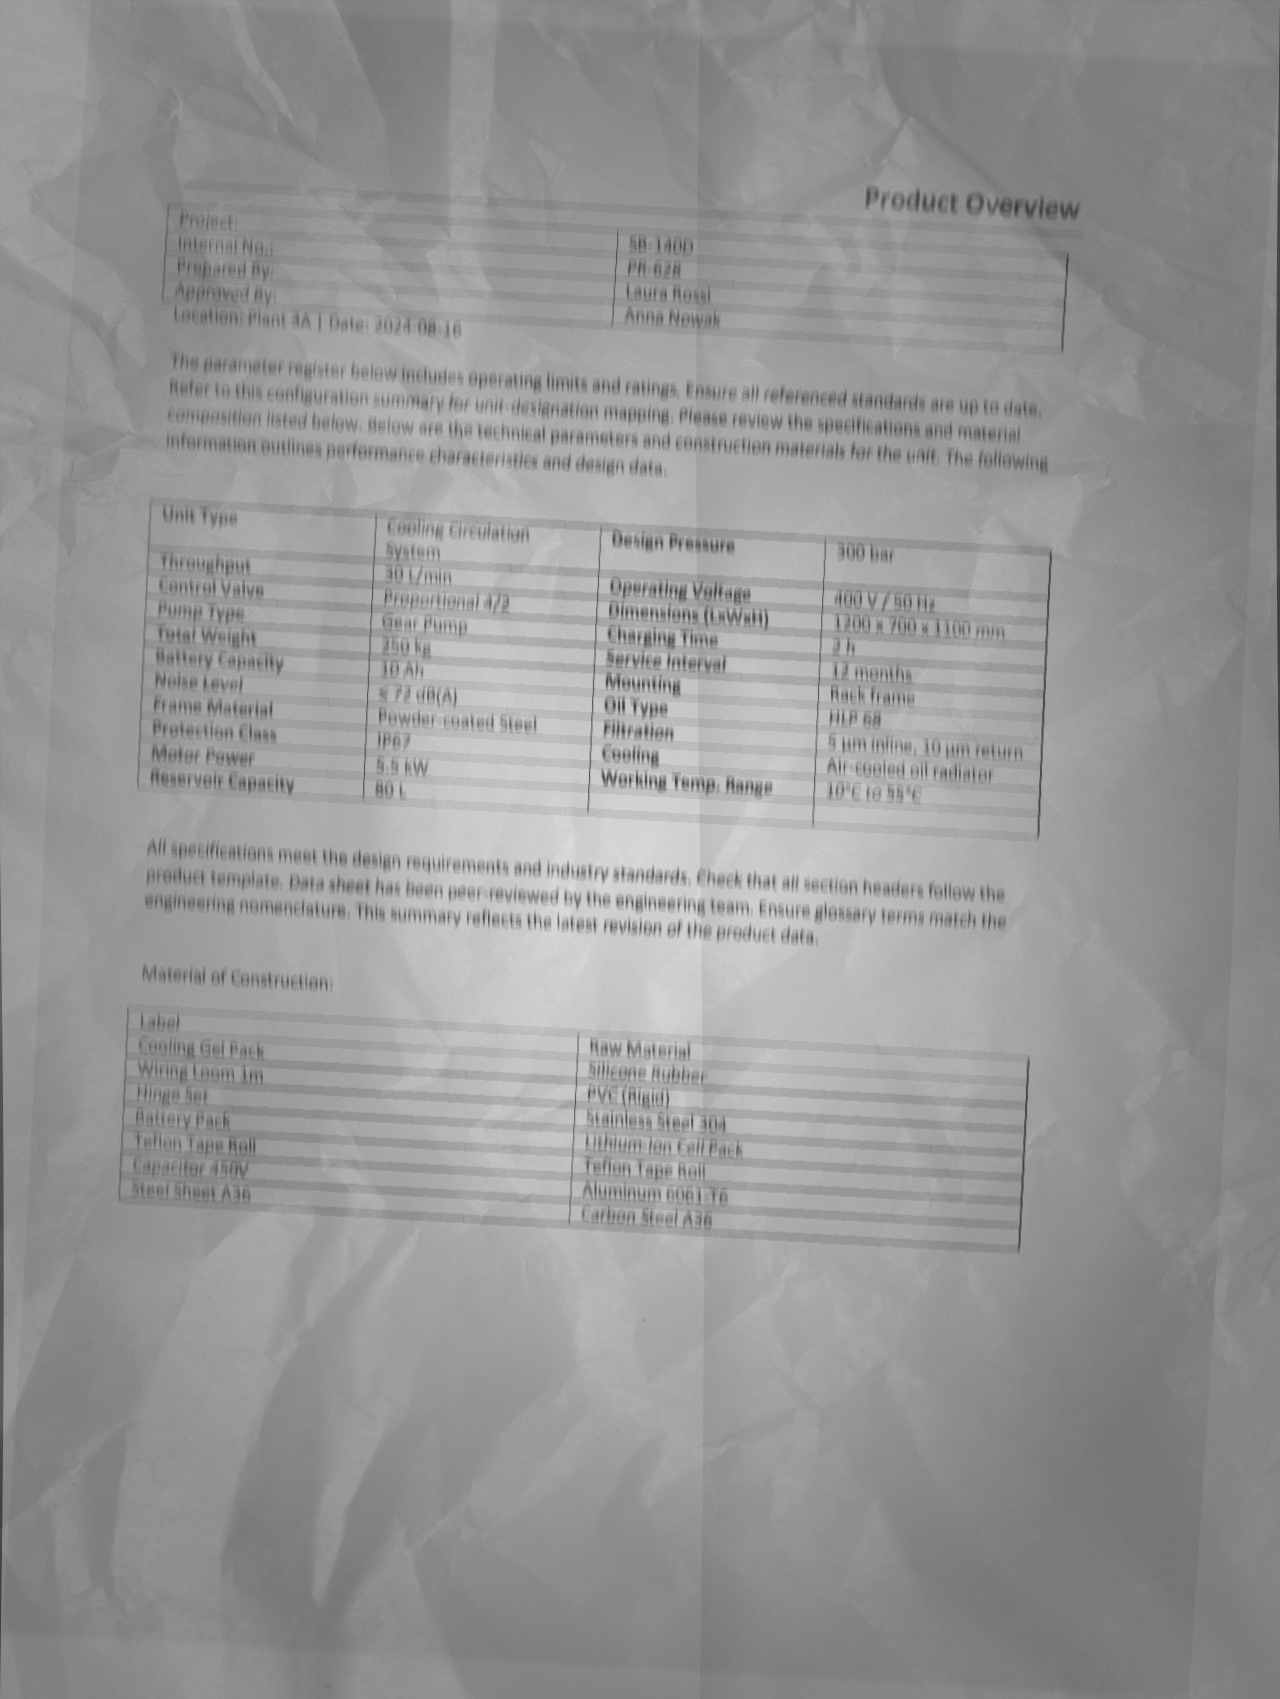 Product Overview
Project: SB-140D
Internal No.: PR-628
Prepared By: Laura Rossi
Approved By: Anna Nowak
Location: Plant 3A | Date: 2024-08-16
The parameter register below includes operating limits and ratings. Ensure all referenced standards are up to date.
Refer to this configuration summary for unit-designation mapping. Please review the specifications and material
composition listed below. Below are the technical parameters and construction materials for the unit. The following
information outlines performance characteristics and design data.
Unit Type Cooling Circulation System Design Pressure 300 bar
Throughput 30 L/min Operating Voltage 400 V / 50 Hz
Control Valve Proportional 4/2 Dimensions (LxWxH) 1200 x 700 x 1100 mm
Pump Type Gear Pump Charging Time 2 h
Total Weight 250 kg Service Interval 12 months
Battery Capacity 10 Ah Mounting Rack frame
Noise Level ≤ 72 dB(A) Oil Type HLP 68
Frame Material Powder-coated Steel Filtration 5 µm inline, 10 µm return
Protection Class IP67 Cooling Air-cooled oil radiator
Motor Power 5.5 kW Working Temp. Range 10°C to 55°C
Reservoir Capacity 80 L
All specifications meet the design requirements and industry standards. Check that all section headers follow the
product template. Data sheet has been peer-reviewed by the engineering team. Ensure glossary terms match the
engineering nomenclature. This summary reflects the latest revision of the product data.
Material of Construction:
Label Raw Material
Cooling Gel Pack Silicone Rubber
Wiring Loom 1m PVC (Rigid)
Hinge Set Stainless Steel 304
Battery Pack Lithium-Ion Cell Pack
Teflon Tape Roll Teflon Tape Roll
Capacitor 450V Aluminum 6061-T6
Steel Sheet A36 Carbon Steel A36